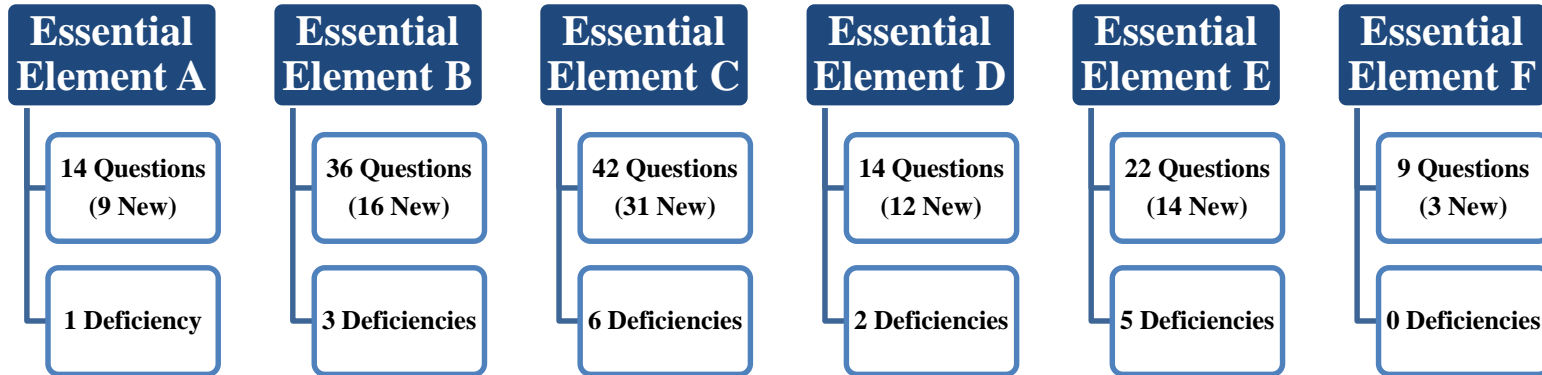 Essential
Element A
14 Questions
(9 New)
1 Deficiency
Essential
Element B
36 Questions
(16 New)
3 Deficiencies
Essential
Element C
42 Questions
(31 New)
6 Deficiencies
Essential
Element D
14 Questions
(12 New)
2 Deficiencies
Essential
Element E
22 Questions
(14 New)
5 Deficiencies
Essential
Element F
9 Questions
(3 New)
0 Deficiencies